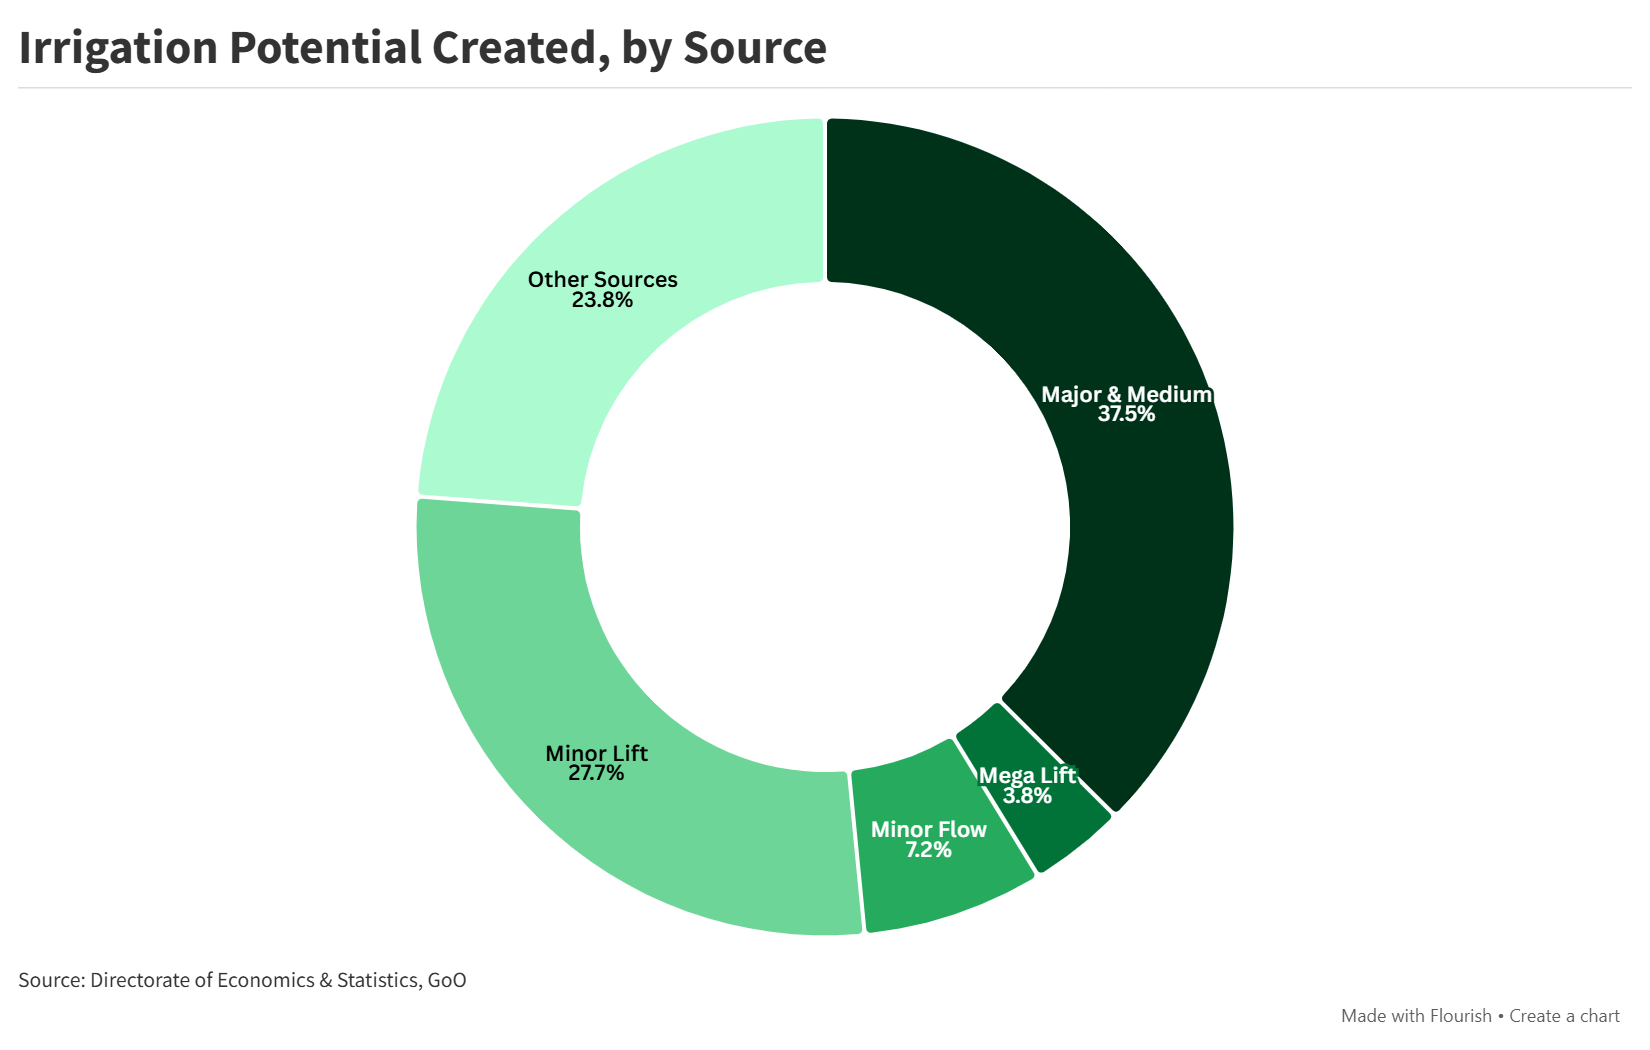 Irrigation Potential Created, by Source
Other Sources
23.8%
Major & Medium
37.5%
Minor Lift
27.7%
Mega Lift
3.8%
Minor Flow
7.2%
Source: Directorate of Economics & Statistics, GoO
Made with Flourish • Create a chart